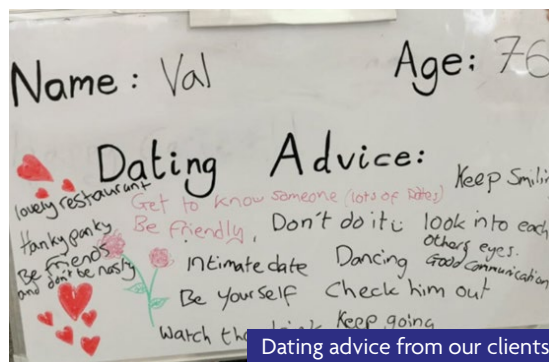 Name: Val
Age: 76
Dating Advice:
lovely restaurant
Hanky panky
Be friends
and don't be nasty
Get to know someone (lots of dates)
Be friendly.
Don't do it
Keep Smilin
look into each
others eyes.
Good communication
intimate date
Dancing
Be yourself
Check him out
Watch the
Keep going
Dating advice from our clients